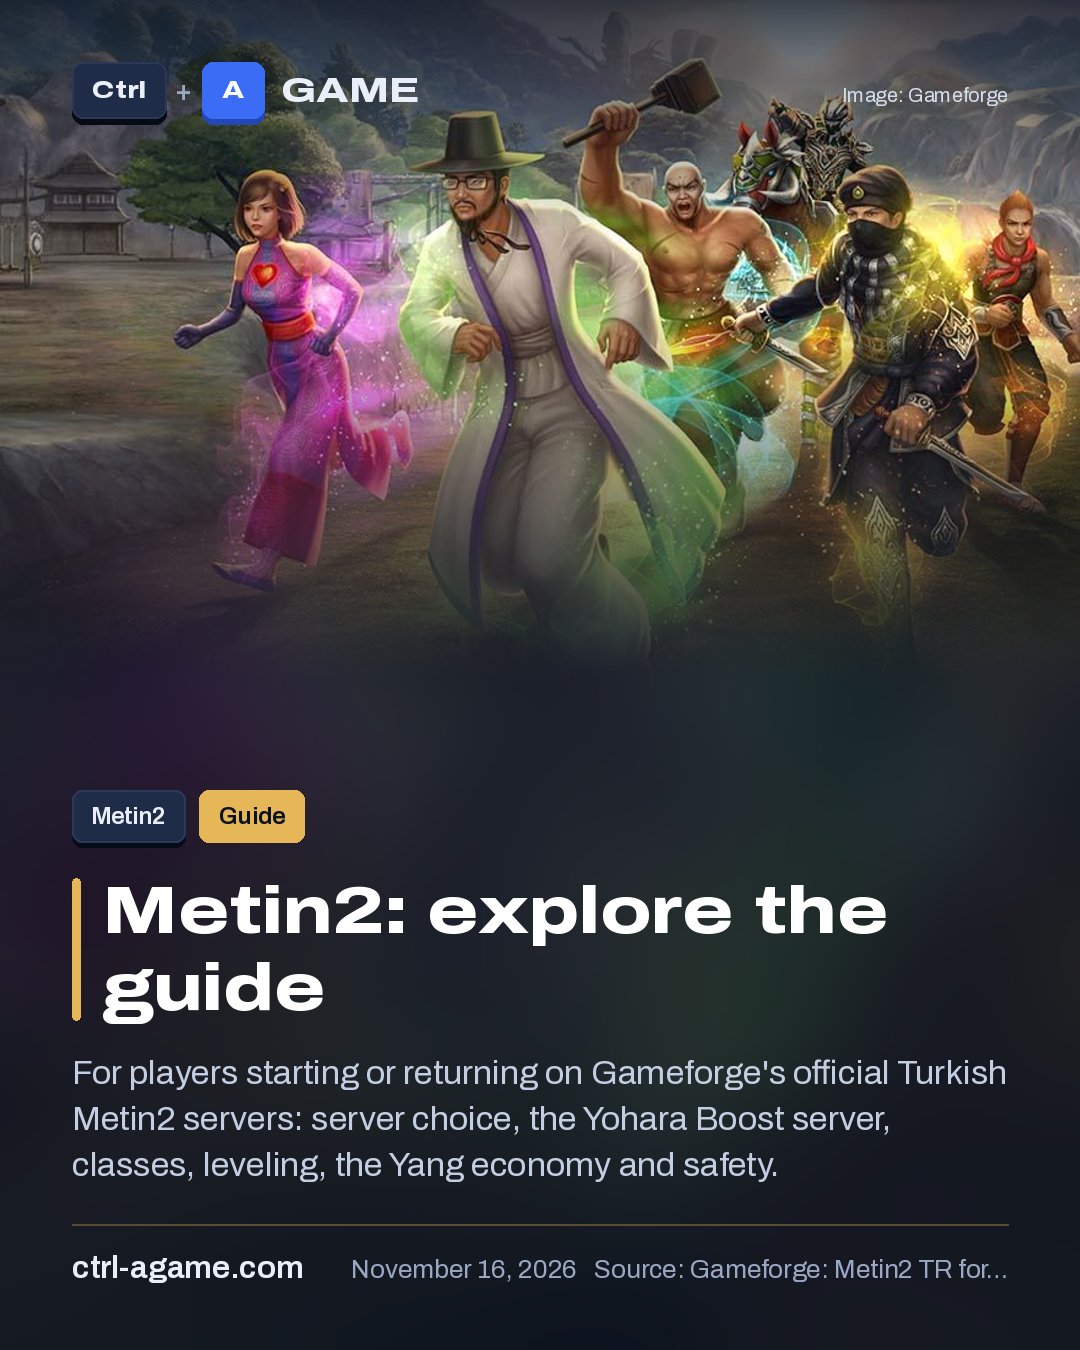 Ctrl + A GAME
Image: Gameforge
Metin2 Guide
Metin2: explore the
guide
For players starting or returning on Gameforge's official Turkish
Metin2 servers: server choice, the Yohara Boost server,
classes, leveling, the Yang economy and safety.
ctrl-agame.com November 16, 2026 Source: Gameforge: Metin2 TR for...